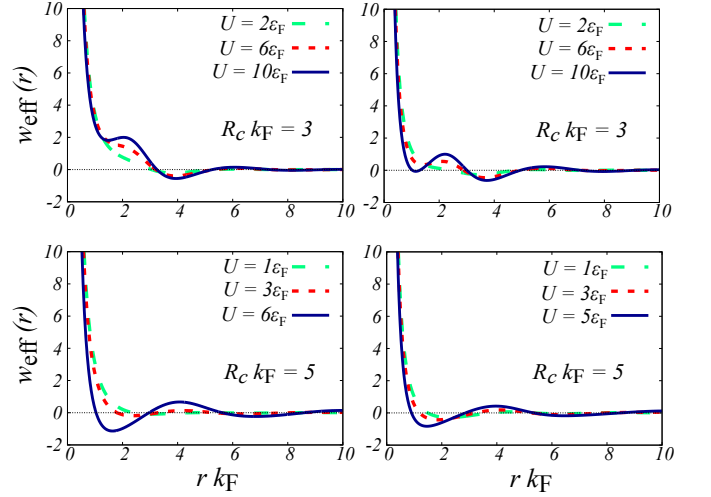 10
8
6
4
2
0
-2
0 2 4 6 8 10
w_eff (r)
U = 2ε_F
U = 6ε_F
U = 10ε_F
R_c k_F = 3
10
8
6
4
2
0
-2
0 2 4 6 8 10
U = 2ε_F
U = 6ε_F
U = 10ε_F
R_c k_F = 3
10
8
6
4
2
0
-2
0 2 4 6 8 10
w_eff (r)
r k_F
U = 1ε_F
U = 3ε_F
U = 6ε_F
R_c k_F = 5
10
8
6
4
2
0
-2
0 2 4 6 8 10
r k_F
U = 1ε_F
U = 3ε_F
U = 5ε_F
R_c k_F = 5